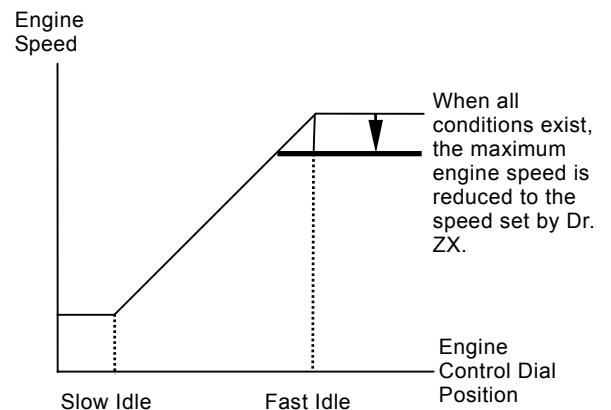 Engine
Speed
When all
conditions exist,
the maximum
engine speed is
reduced to the
speed set by Dr.
ZX.
Engine
Control Dial
Position
Slow Idle
Fast Idle